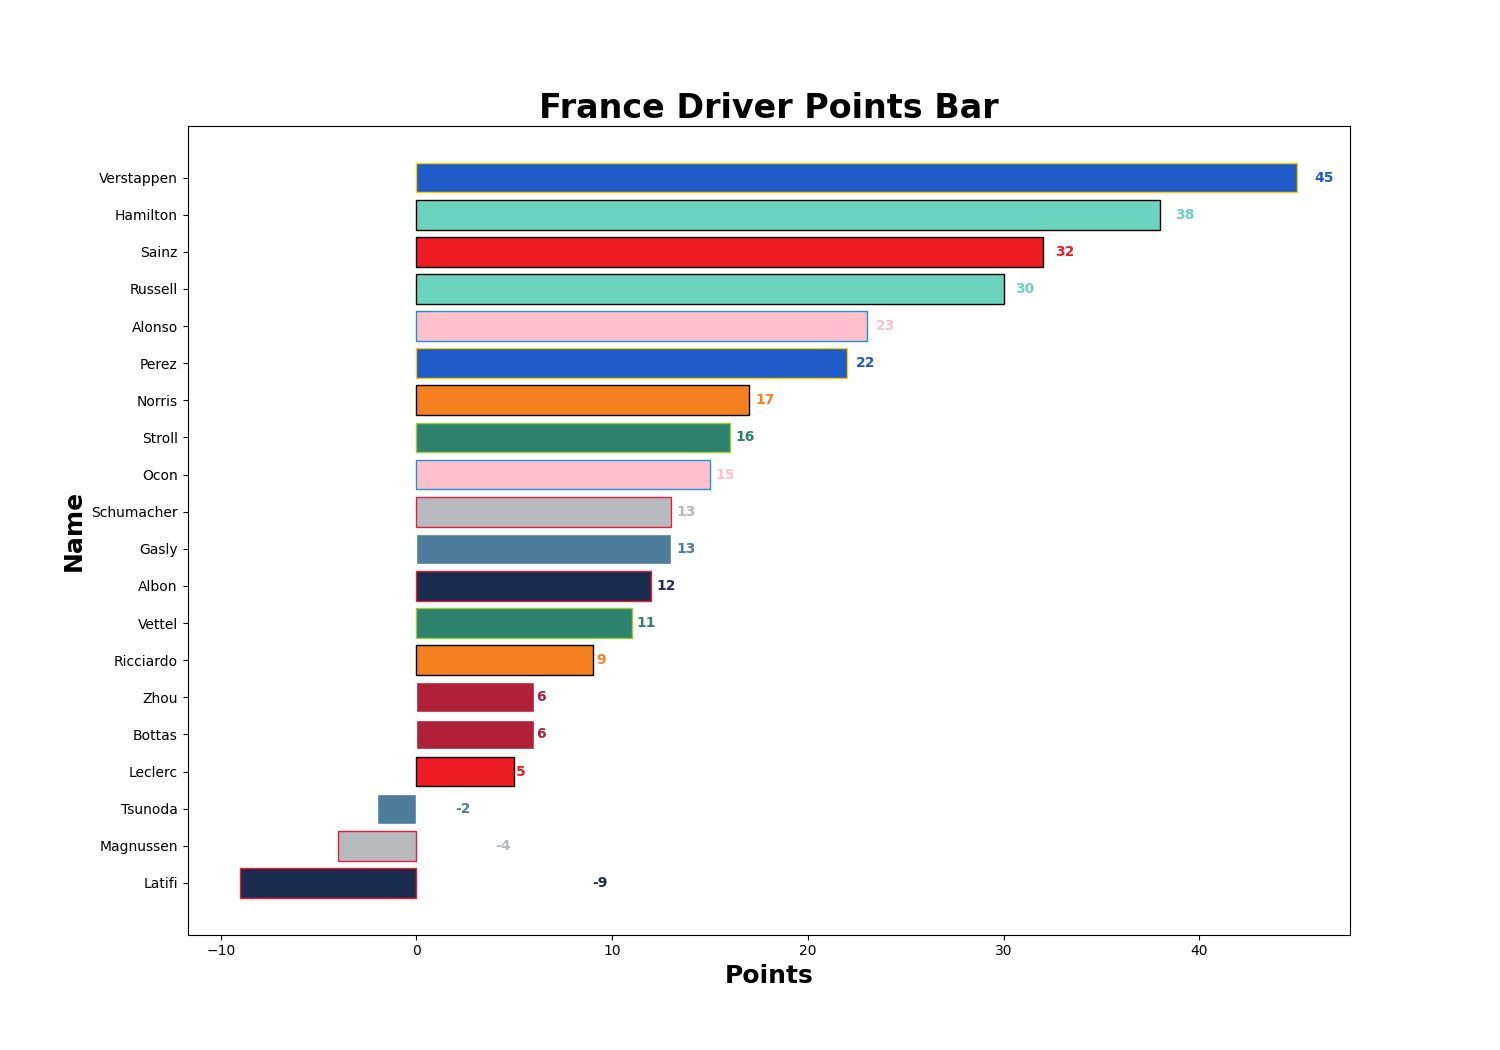 France Driver Points Bar
Name
Verstappen 45
Hamilton 38
Sainz 32
Russell 30
Alonso 23
Perez 22
Norris 17
Stroll 16
Ocon 15
Schumacher 13
Gasly 13
Albon 12
Vettel 11
Ricciardo 9
Zhou 6
Bottas 6
Leclerc 5
Tsunoda -2
Magnussen -4
Latifi -9
−10 0 10 20 30 40
Points